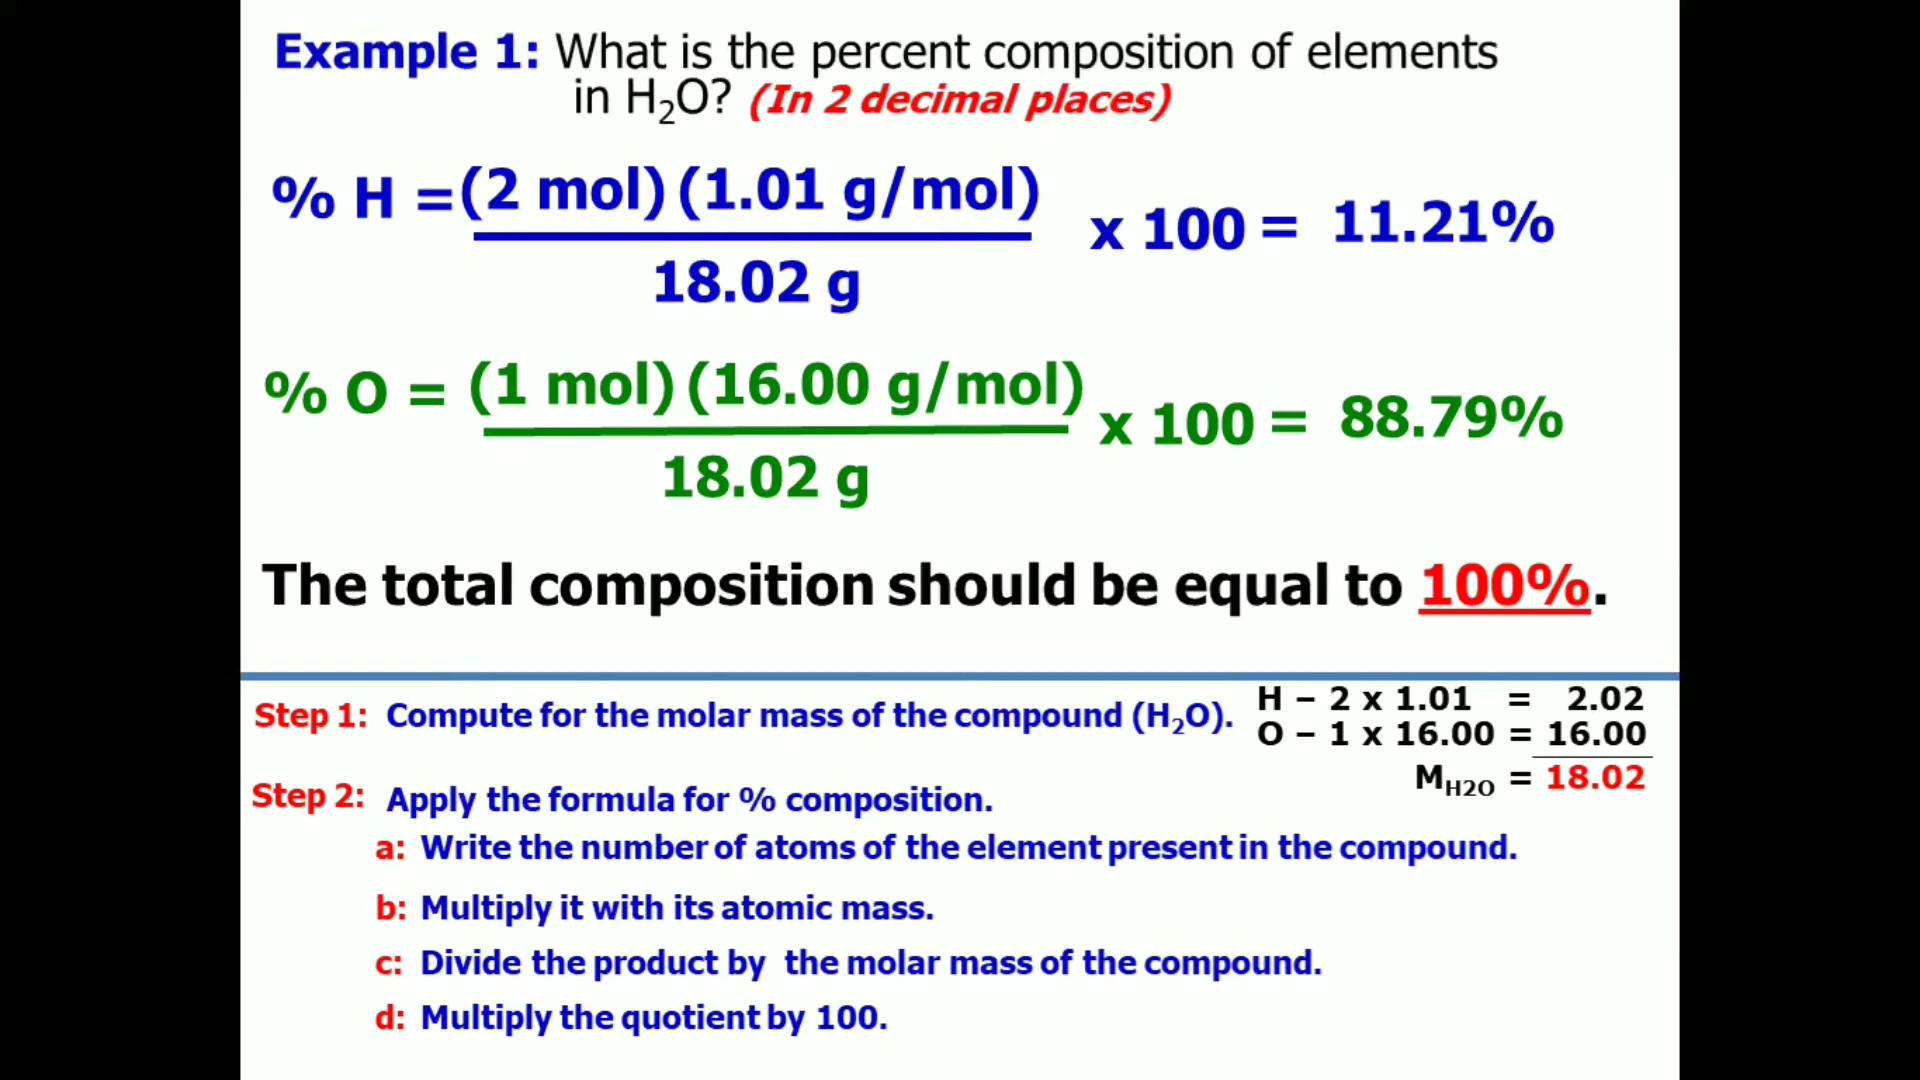 Example 1: What is the percent composition of elements
in H₂O? (In 2 decimal places)
% H = (2 mol) (1.01 g/mol)
x 100 = 11.21%
18.02 g
% O = (1 mol) (16.00 g/mol)
x 100 = 88.79%
18.02 g
The total composition should be equal to 100%.
Step 1: Compute for the molar mass of the compound (H₂O).
H – 2 x 1.01 = 2.02
O – 1 x 16.00 = 16.00
M_H2O = 18.02
Step 2: Apply the formula for % composition.
a: Write the number of atoms of the element present in the compound.
b: Multiply it with its atomic mass.
c: Divide the product by the molar mass of the compound.
d: Multiply the quotient by 100.